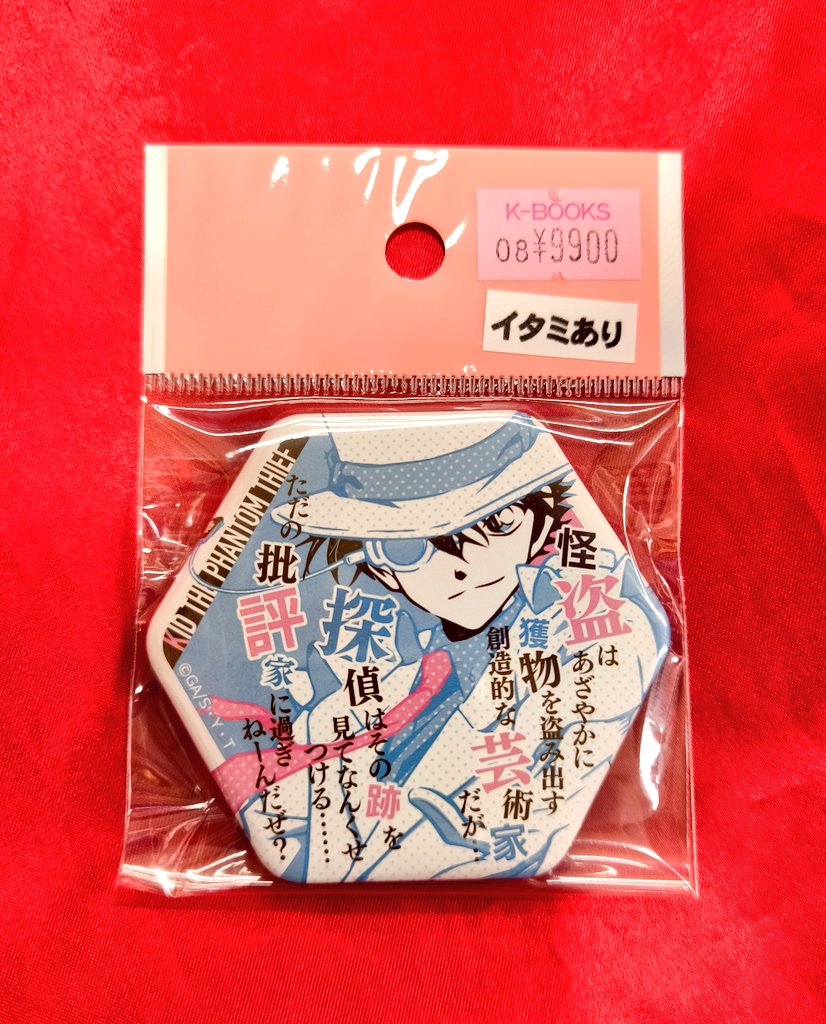 K-BOOKS
08 ¥9900
イタミあり
KID THE PHANTOM THIEF
怪盗は
あざやかに
獲物を盗み出す
創造的な芸術家
だが…
探偵はその跡を
見てなんくせ
つける……
ただの批評家に過ぎ
ねーんだぜ?
©GA/S・Y・T